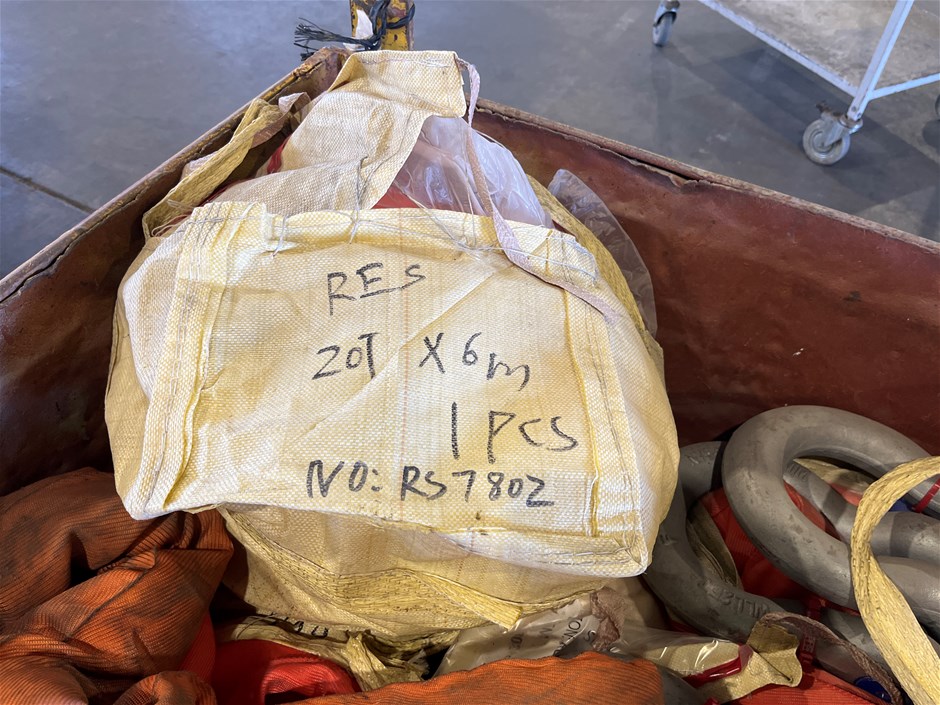 RES
20T X 6m
1 PCS
NO: RS7802